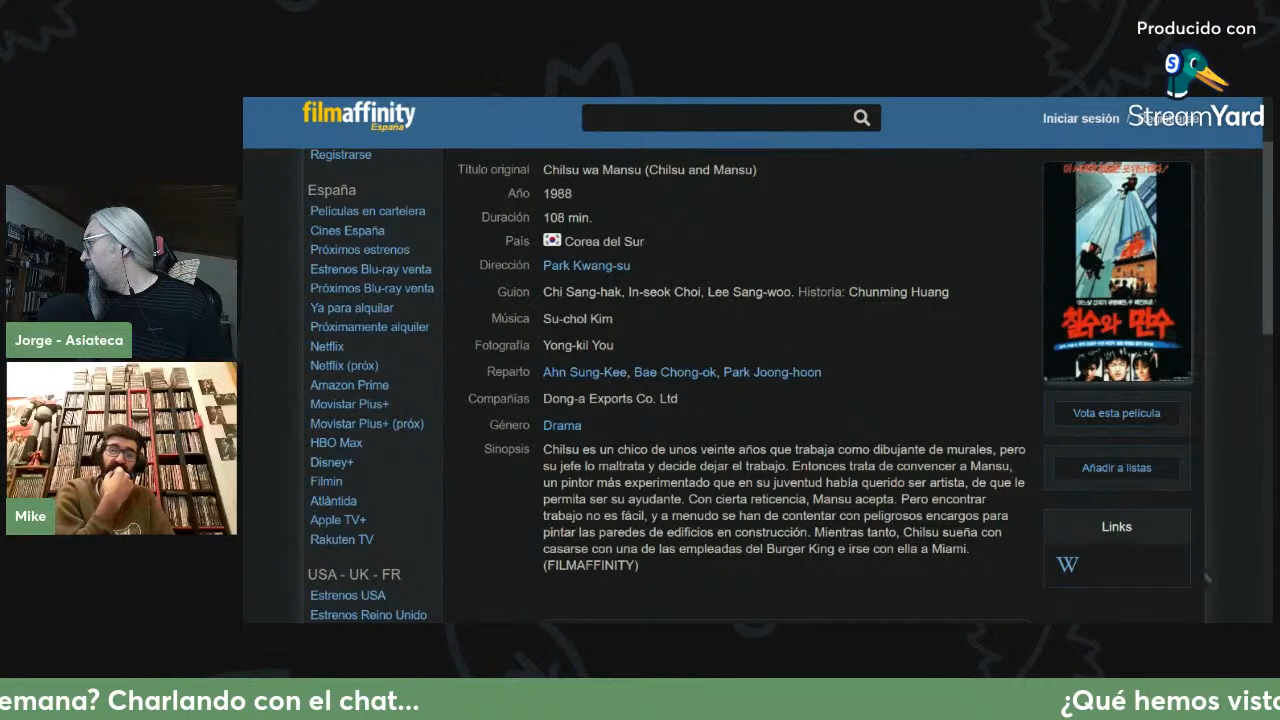 Producido con
StreamYard
filmaffinity
España
Iniciar sesión /
Registrarse
España
Películas en cartelera
Cines España
Próximos estrenos
Estrenos Blu-ray venta
Próximos Blu-ray venta
Ya para alquilar
Próximamente alquiler
Netflix
Netflix (próx)
Amazon Prime
Movistar Plus+
Movistar Plus+ (próx)
HBO Max
Disney+
Filmin
Atlàntida
Apple TV+
Rakuten TV
USA - UK - FR
Estrenos USA
Estrenos Reino Unido
Título original Chilsu wa Mansu (Chilsu and Mansu)
Año 1988
Duración 108 min.
País Corea del Sur
Dirección Park Kwang-su
Guion Chi Sang-hak, In-seok Choi, Lee Sang-woo. Historia: Chunming Huang
Música Su-chol Kim
Fotografía Yong-kil You
Reparto Ahn Sung-Kee, Bae Chong-ok, Park Joong-hoon
Compañías Dong-a Exports Co. Ltd
Género Drama
Sinopsis Chilsu es un chico de unos veinte años que trabaja como dibujante de murales, pero
su jefe lo maltrata y decide dejar el trabajo. Entonces trata de convencer a Mansu,
un pintor más experimentado que en su juventud había querido ser artista, de que le
permita ser su ayudante. Con cierta reticencia, Mansu acepta. Pero encontrar
trabajo no es fácil, y a menudo se han de contentar con peligrosos encargos para
pintar las paredes de edificios en construcción. Mientras tanto, Chilsu sueña con
casarse con una de las empleadas del Burger King e irse con ella a Miami.
(FILMAFFINITY)
칠수와 만수
Vota esta película
Añadir a listas
Links
W
Jorge - Asiateca
Mike
emana? Charlando con el chat...
¿Qué hemos visto